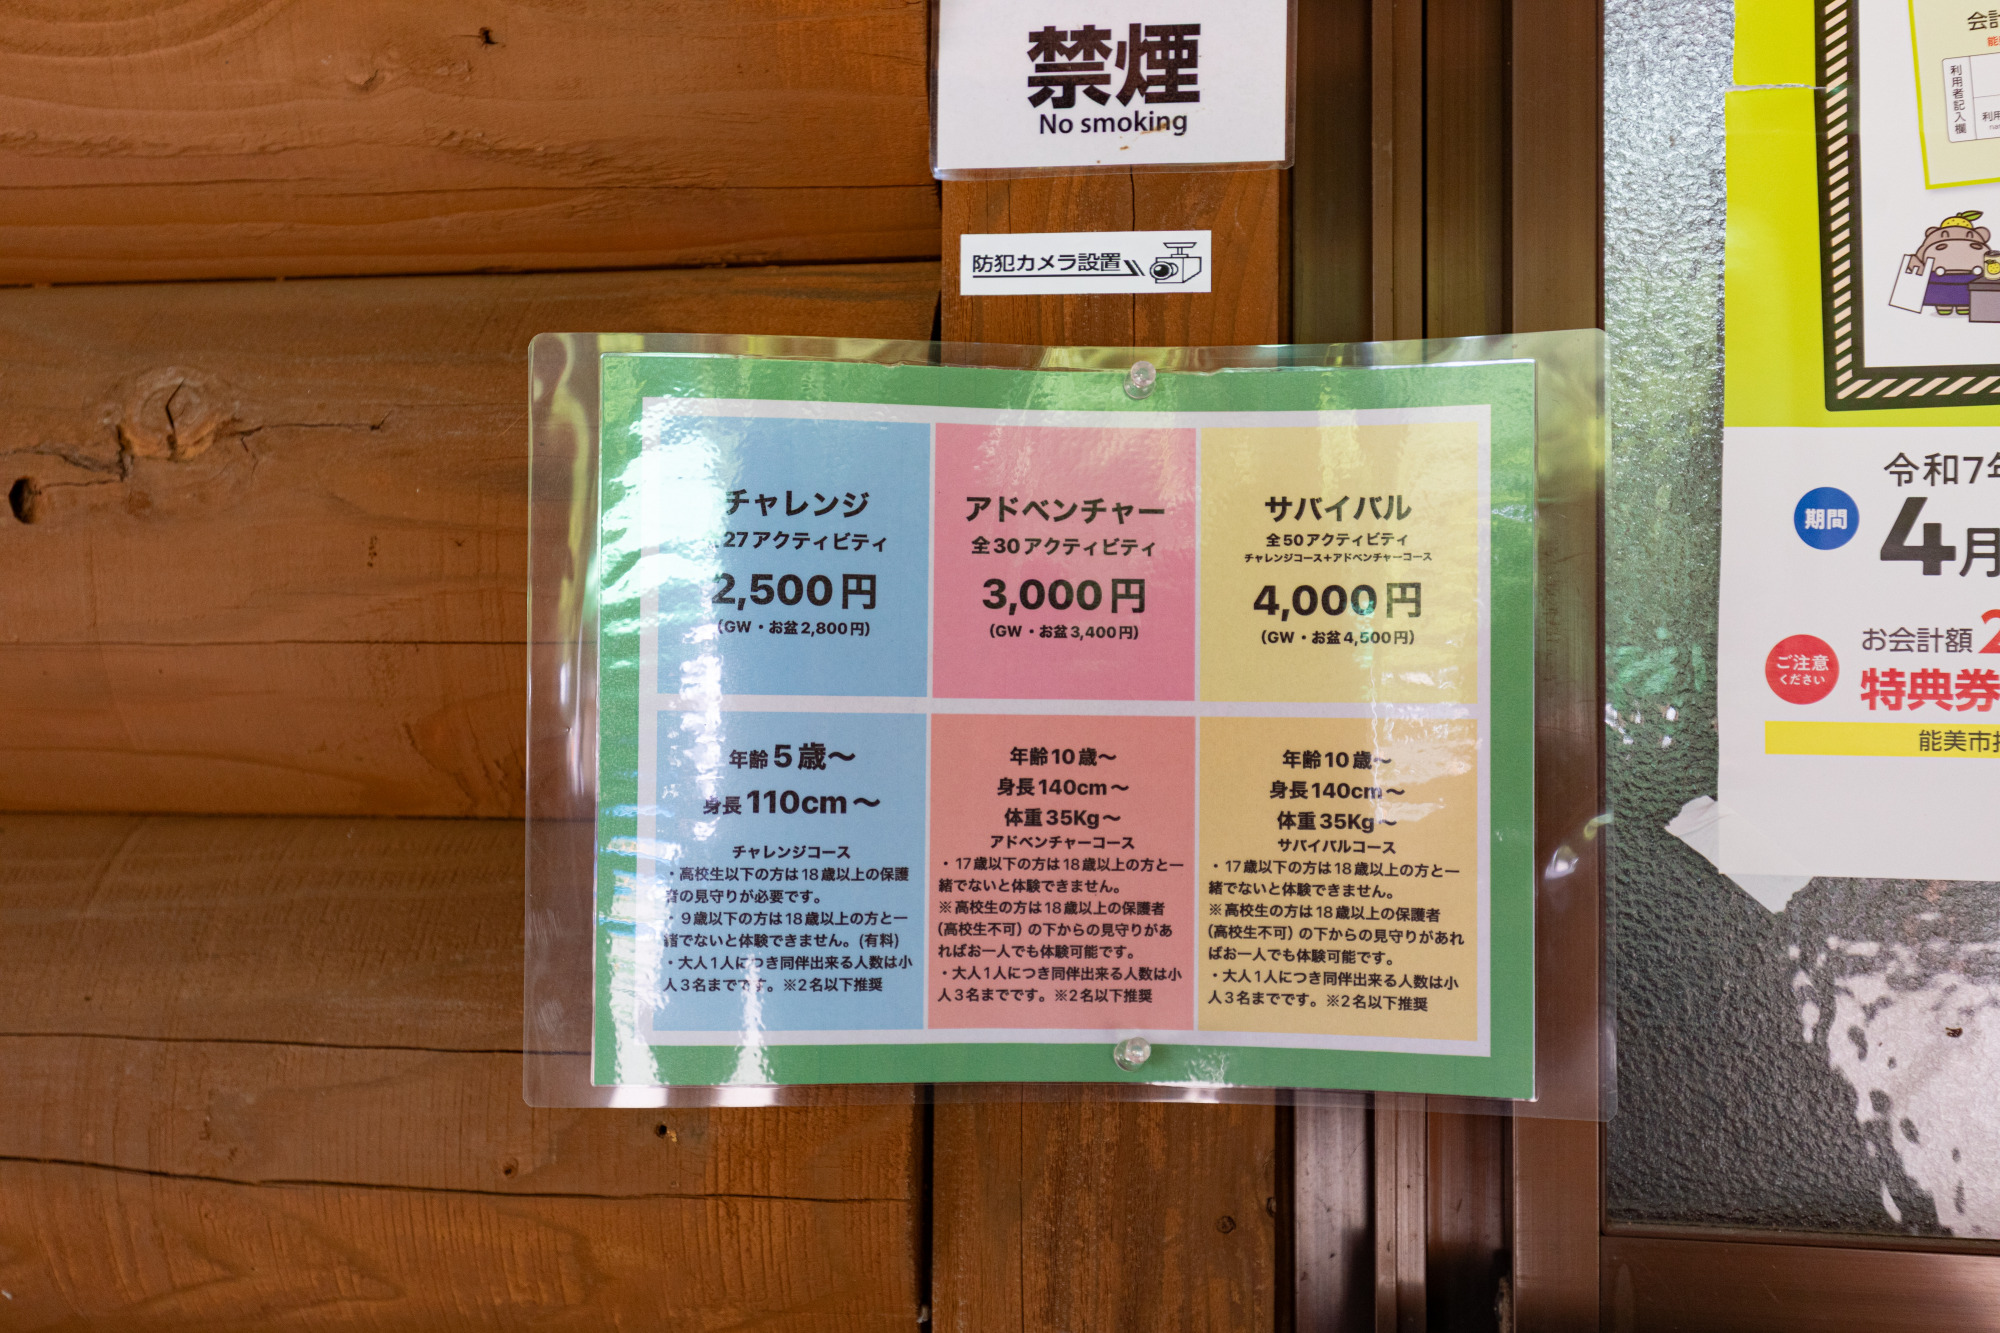 禁煙
No smoking
防犯カメラ設置
チャレンジ
27アクティビティ
2,500円
(GW・お盆2,800円)
アドベンチャー
全30アクティビティ
3,000円
(GW・お盆3,400円)
サバイバル
全50アクティビティ
チャレンジコース+アドベンチャーコース
4,000円
(GW・お盆4,500円)
年齢5歳〜
身長110cm〜
チャレンジコース
・高校生以下の方は18歳以上の保護
者の見守りが必要です。
・9歳以下の方は18歳以上の方と一
緒でないと体験できません。(有料)
・大人1人につき同伴出来る人数は小
人3名までです。※2名以下推奨
年齢10歳〜
身長140cm〜
体重35Kg〜
アドベンチャーコース
・17歳以下の方は18歳以上の方と一
緒でないと体験できません。
※高校生の方は18歳以上の保護者
(高校生不可)の下からの見守りがあ
ればお一人でも体験可能です。
・大人1人につき同伴出来る人数は小
人3名までです。※2名以下推奨
年齢10歳〜
身長140cm〜
体重35Kg〜
サバイバルコース
・17歳以下の方は18歳以上の方と一
緒でないと体験できません。
※高校生の方は18歳以上の保護者
(高校生不可)の下からの見守りがあれ
ばお一人でも体験可能です。
・大人1人につき同伴出来る人数は小
人3名までです。※2名以下推奨
会計
利用者記入欄
利用
期間
令和7年
4月
ご注意
ください
お会計額2
特典券
能美市